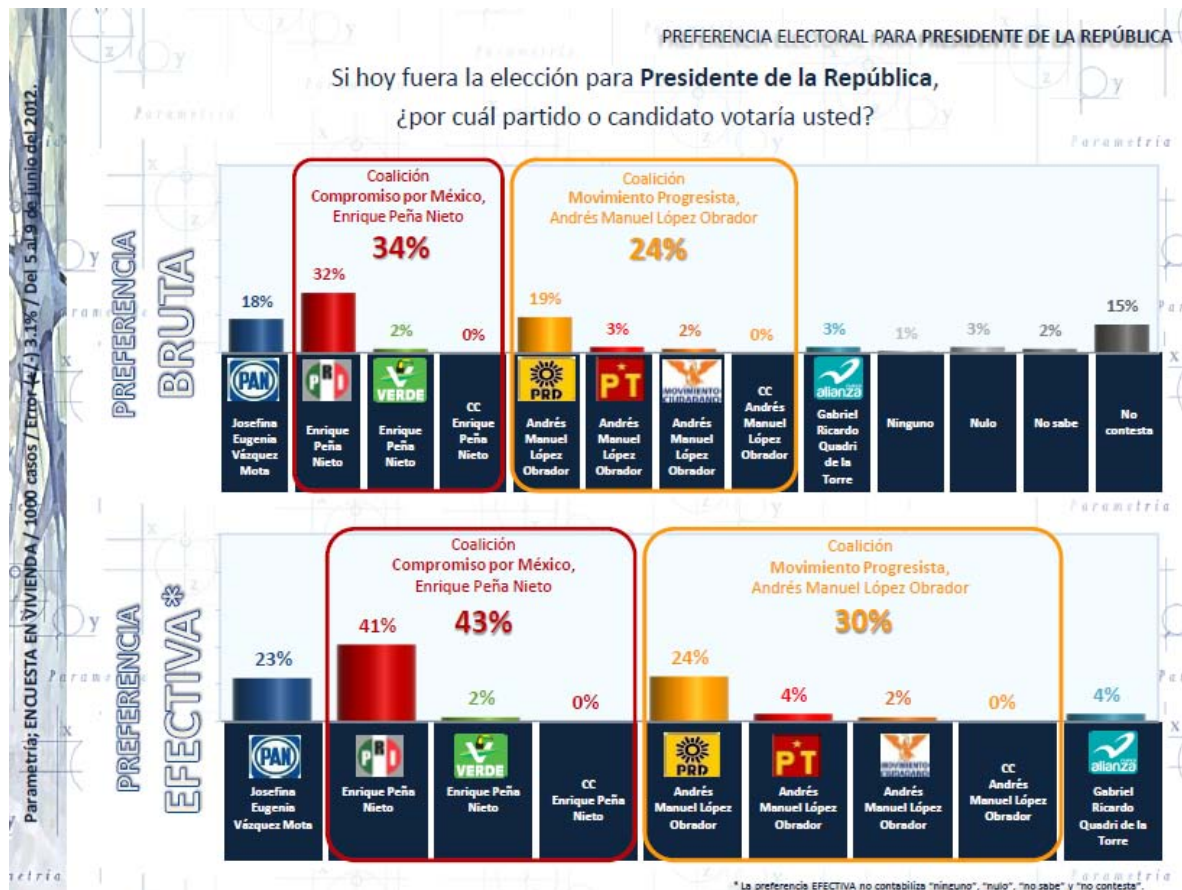 PREFERENCIA ELECTORAL PARA PRESIDENTE DE LA REPÚBLICA
Si hoy fuera la elección para Presidente de la República,
¿por cuál partido o candidato votaría usted?
Parametría; ENCUESTA EN VIVIENDA / 1000 casos / Error (+/-) 3.1% / Del 5 al 9 de junio del 2012.
PREFERENCIA
BRUTA
Coalición
Compromiso por México,
Enrique Peña Nieto
34%
Coalición
Movimiento Progresista,
Andrés Manuel López Obrador
24%
18%
32%
2%
0%
19%
3%
2%
0%
3%
1%
3%
2%
15%
PAN
PRI
VERDE
PRD
PT
MOVIMIENTO CIUDADANO
alianza
Josefina
Eugenia
Vázquez
Mota
Enrique
Peña
Nieto
Enrique
Peña
Nieto
CC
Enrique
Peña
Nieto
Andrés
Manuel
López
Obrador
Andrés
Manuel
López
Obrador
Andrés
Manuel
López
Obrador
CC
Andrés
Manuel
López
Obrador
Gabriel
Ricardo
Quadri
de la
Torre
Ninguno
Nulo
No sabe
No
contesta
PREFERENCIA
EFECTIVA*
Coalición
Compromiso por México,
Enrique Peña Nieto
43%
Coalición
Movimiento Progresista,
Andrés Manuel López Obrador
30%
23%
41%
2%
0%
24%
4%
2%
0%
4%
PAN
PRI
VERDE
PRD
PT
MOVIMIENTO CIUDADANO
alianza
Josefina
Eugenia
Vázquez Mota
Enrique Peña
Nieto
Enrique Peña
Nieto
CC
Enrique Peña
Nieto
Andrés
Manuel López
Obrador
Andrés
Manuel López
Obrador
Andrés
Manuel López
Obrador
CC
Andrés
Manuel López
Obrador
Gabriel
Ricardo
Quadri de la
Torre
* La preferencia EFECTIVA no contabiliza "ninguno", "nulo", "no sabe" y "no contesta".